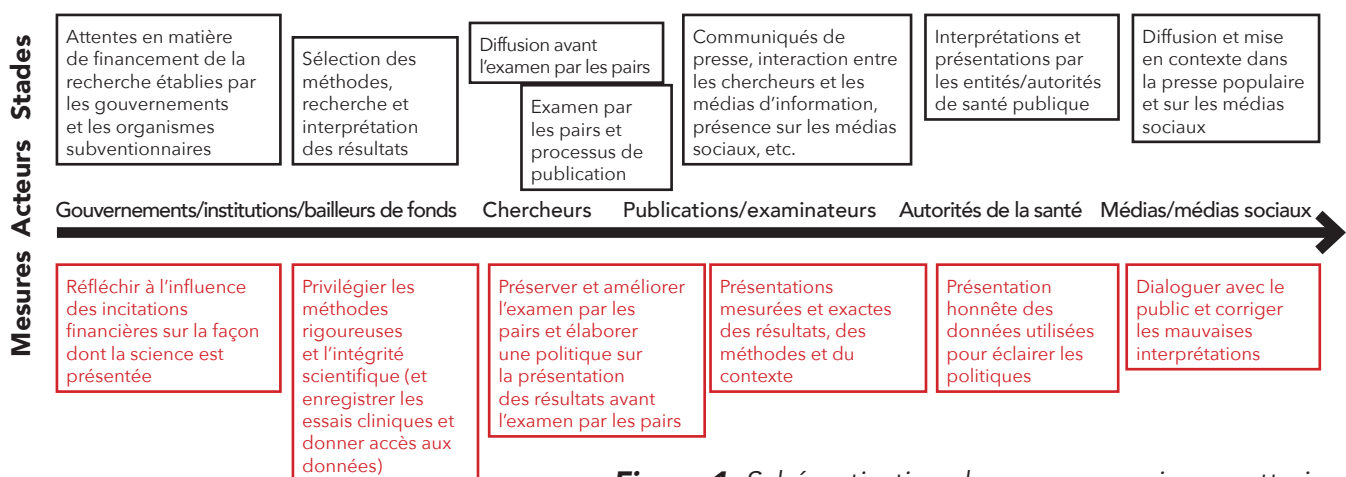 Stades
Attentes en matière
de financement de la
recherche établies par
les gouvernements
et les organismes
subventionnaires
Sélection des
méthodes,
recherche et
interprétation
des résultats
Diffusion avant
l’examen par les pairs
Examen par
les pairs et
processus de
publication
Communiqués de
presse, interaction entre
les chercheurs et les
médias d’information,
présence sur les médias
sociaux, etc.
Interprétations et
présentations par
les entités/autorités
de santé publique
Diffusion et mise
en contexte dans
la presse populaire
et sur les médias
sociaux
Acteurs
Gouvernements/institutions/bailleurs de fonds Chercheurs Publications/examinateurs Autorités de la santé Médias/médias sociaux
Mesures
Réfléchir à l’influence
des incitations
financières sur la façon
dont la science est
présentée
Privilégier les
méthodes
rigoureuses
et l’intégrité
scientifique (et
enregistrer les
essais cliniques et
donner accès aux
données)
Préserver et améliorer
l’examen par les
pairs et élaborer
une politique sur
la présentation
des résultats avant
l’examen par les pairs
Présentations
mesurées et exactes
des résultats, des
méthodes et du
contexte
Présentation
honnête des
données utilisées
pour éclairer les
politiques
Dialoguer avec le
public et corriger
les mauvaises
interprétations